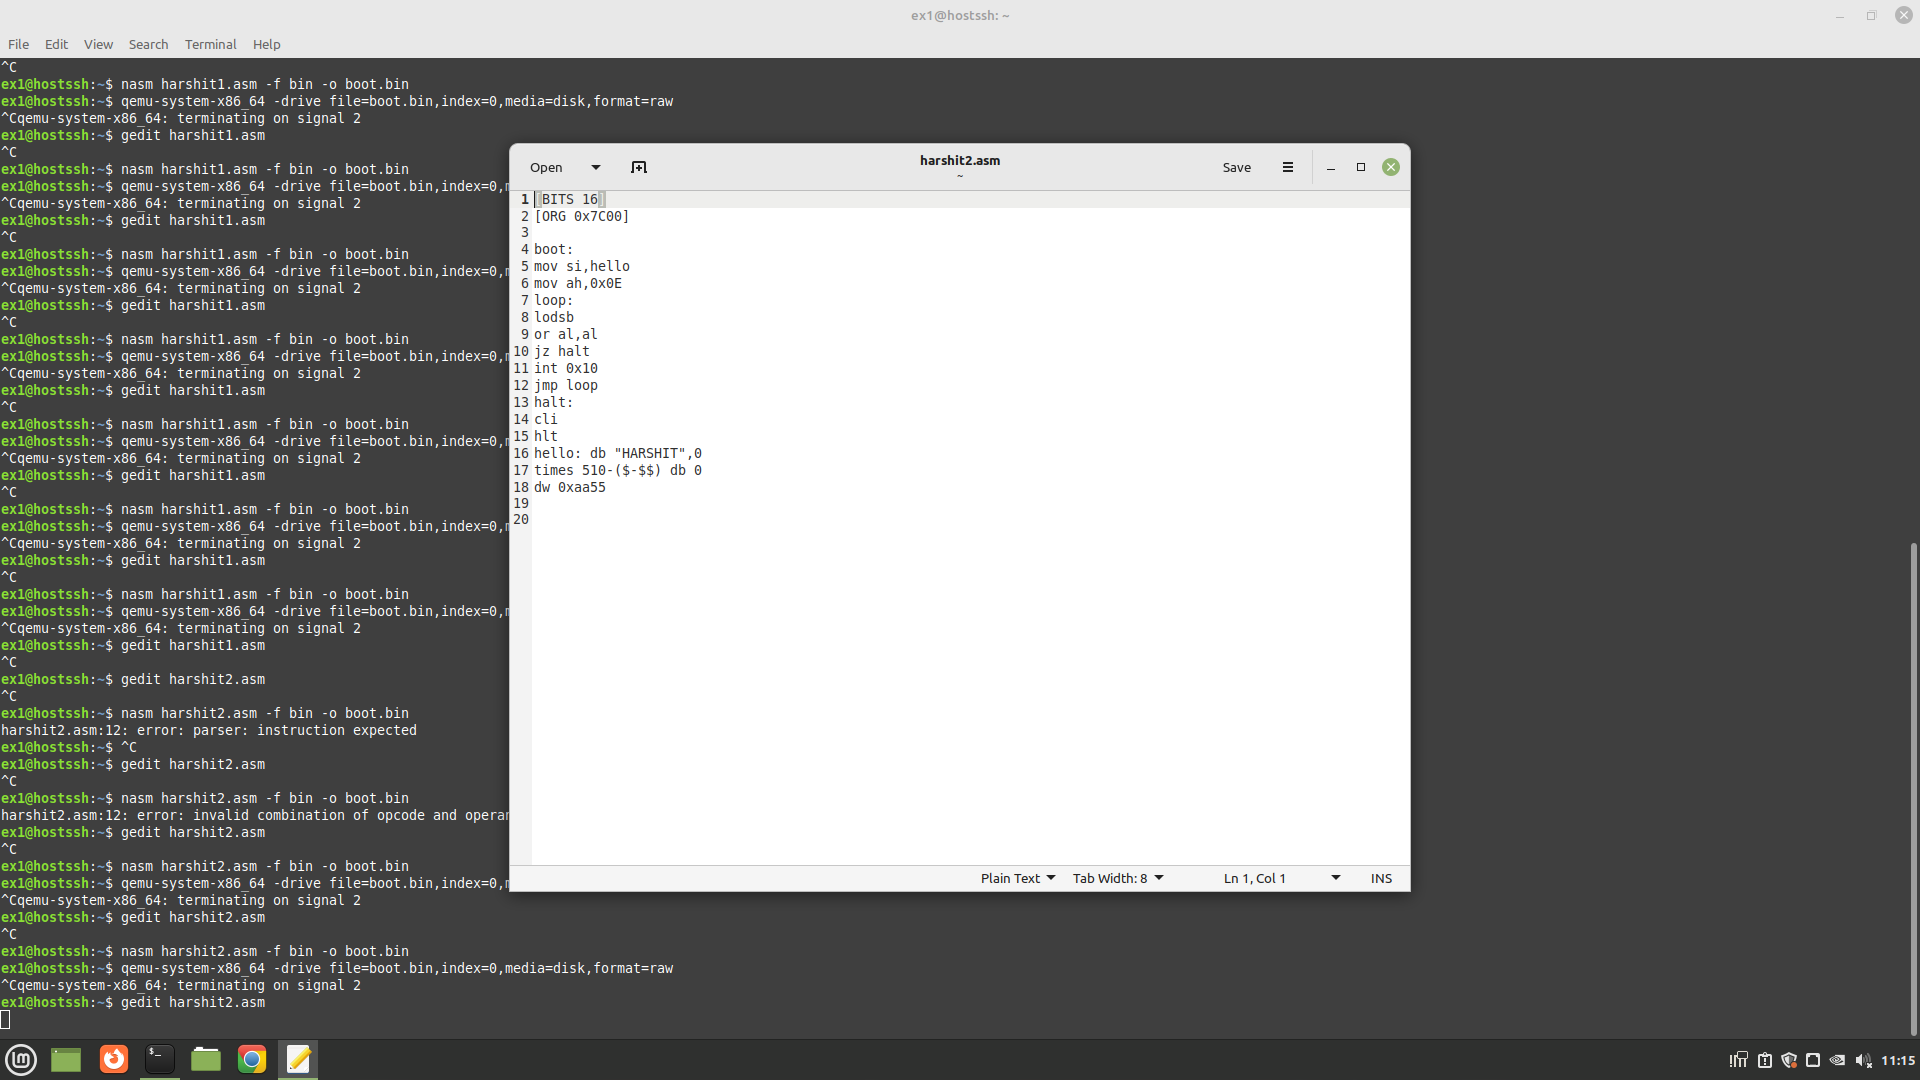 ex1@hostssh: ~
File Edit View Search Terminal Help
^C
ex1@hostssh:~$ nasm harshit1.asm -f bin -o boot.bin
ex1@hostssh:~$ qemu-system-x86_64 -drive file=boot.bin,index=0,media=disk,format=raw
^Cqemu-system-x86_64: terminating on signal 2
ex1@hostssh:~$ gedit harshit1.asm
^C
ex1@hostssh:~$ nasm harshit1.asm -f bin -o boot.bin
ex1@hostssh:~$ qemu-system-x86_64 -drive file=boot.bin,index=0,
^Cqemu-system-x86_64: terminating on signal 2
ex1@hostssh:~$ gedit harshit1.asm
^C
ex1@hostssh:~$ nasm harshit1.asm -f bin -o boot.bin
ex1@hostssh:~$ qemu-system-x86_64 -drive file=boot.bin,index=0,
^Cqemu-system-x86_64: terminating on signal 2
ex1@hostssh:~$ gedit harshit1.asm
^C
ex1@hostssh:~$ nasm harshit1.asm -f bin -o boot.bin
ex1@hostssh:~$ qemu-system-x86_64 -drive file=boot.bin,index=0,
^Cqemu-system-x86_64: terminating on signal 2
ex1@hostssh:~$ gedit harshit1.asm
^C
ex1@hostssh:~$ nasm harshit1.asm -f bin -o boot.bin
ex1@hostssh:~$ qemu-system-x86_64 -drive file=boot.bin,index=0,
^Cqemu-system-x86_64: terminating on signal 2
ex1@hostssh:~$ gedit harshit1.asm
^C
ex1@hostssh:~$ nasm harshit1.asm -f bin -o boot.bin
ex1@hostssh:~$ qemu-system-x86_64 -drive file=boot.bin,index=0,
^Cqemu-system-x86_64: terminating on signal 2
ex1@hostssh:~$ gedit harshit1.asm
^C
ex1@hostssh:~$ nasm harshit1.asm -f bin -o boot.bin
ex1@hostssh:~$ qemu-system-x86_64 -drive file=boot.bin,index=0,
^Cqemu-system-x86_64: terminating on signal 2
ex1@hostssh:~$ gedit harshit1.asm
^C
ex1@hostssh:~$ gedit harshit2.asm
^C
ex1@hostssh:~$ nasm harshit2.asm -f bin -o boot.bin
harshit2.asm:12: error: parser: instruction expected
ex1@hostssh:~$ ^C
ex1@hostssh:~$ gedit harshit2.asm
^C
ex1@hostssh:~$ nasm harshit2.asm -f bin -o boot.bin
harshit2.asm:12: error: invalid combination of opcode and opera
ex1@hostssh:~$ gedit harshit2.asm
^C
ex1@hostssh:~$ nasm harshit2.asm -f bin -o boot.bin
ex1@hostssh:~$ qemu-system-x86_64 -drive file=boot.bin,index=0,
^Cqemu-system-x86_64: terminating on signal 2
ex1@hostssh:~$ gedit harshit2.asm
^C
ex1@hostssh:~$ nasm harshit2.asm -f bin -o boot.bin
ex1@hostssh:~$ qemu-system-x86_64 -drive file=boot.bin,index=0,media=disk,format=raw
^Cqemu-system-x86_64: terminating on signal 2
ex1@hostssh:~$ gedit harshit2.asm
Open harshit2.asm Save
~
1 [BITS 16]
2 [ORG 0x7C00]
3
4 boot:
5 mov si,hello
6 mov ah,0x0E
7 loop:
8 lodsb
9 or al,al
10 jz halt
11 int 0x10
12 jmp loop
13 halt:
14 cli
15 hlt
16 hello: db "HARSHIT",0
17 times 510-($-$$) db 0
18 dw 0xaa55
19
20
Plain Text Tab Width: 8 Ln 1, Col 1 INS
11:15